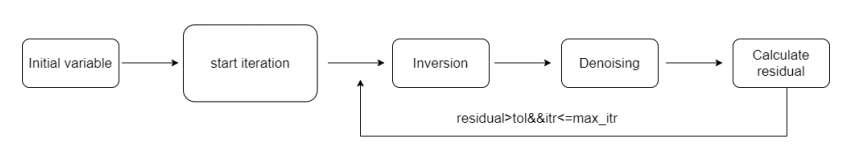 Initial variable
start iteration
Inversion
Denoising
Calculate
residual
residual>tol&&itr<=max_itr